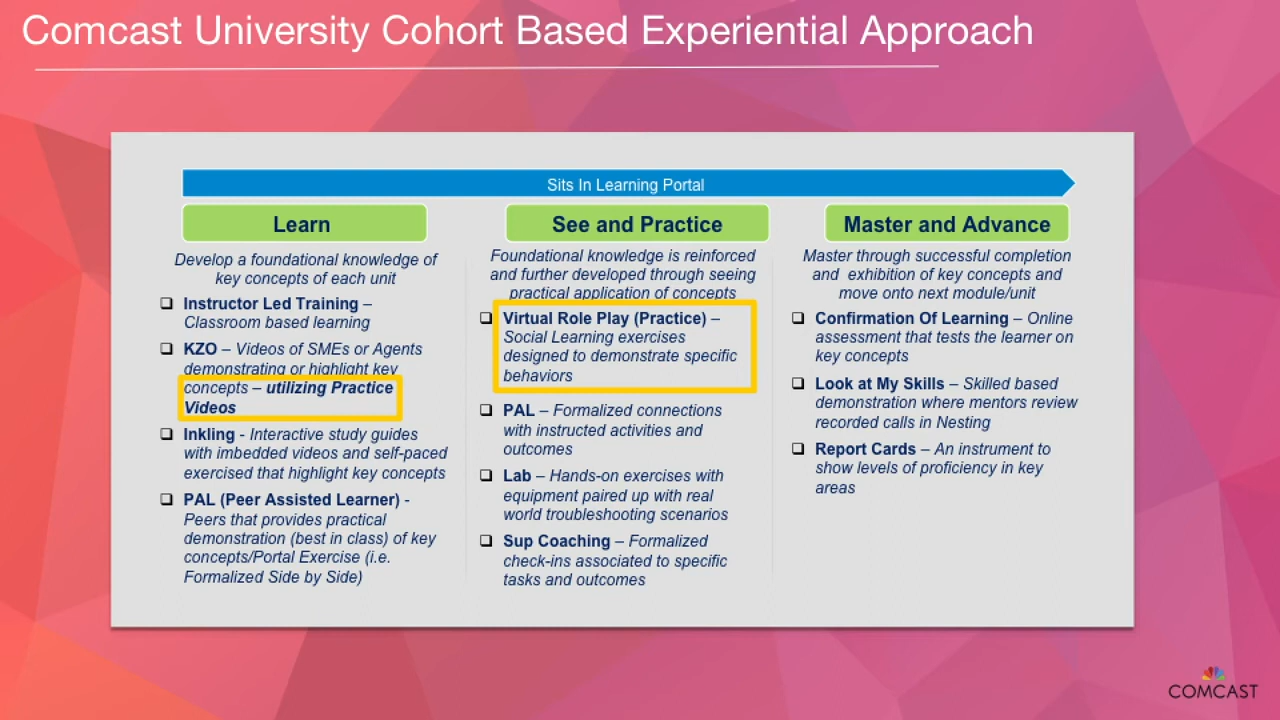 Comcast University Cohort Based Experiential Approach
Sits In Learning Portal
Learn
Develop a foundational knowledge of
key concepts of each unit
❑ Instructor Led Training –
Classroom based learning
❑ KZO – Videos of SMEs or Agents
demonstrating or highlight key
concepts – utilizing Practice
Videos
❑ Inkling - Interactive study guides
with imbedded videos and self-paced
exercised that highlight key concepts
❑ PAL (Peer Assisted Learner) -
Peers that provides practical
demonstration (best in class) of key
concepts/Portal Exercise (i.e.
Formalized Side by Side)
See and Practice
Foundational knowledge is reinforced
and further developed through seeing
practical application of concepts
❑ Virtual Role Play (Practice) –
Social Learning exercises
designed to demonstrate specific
behaviors
❑ PAL – Formalized connections
with instructed activities and
outcomes
❑ Lab – Hands-on exercises with
equipment paired up with real
world troubleshooting scenarios
❑ Sup Coaching – Formalized
check-ins associated to specific
tasks and outcomes
Master and Advance
Master through successful completion
and exhibition of key concepts and
move onto next module/unit
❑ Confirmation Of Learning – Online
assessment that tests the learner on
key concepts
❑ Look at My Skills – Skilled based
demonstration where mentors review
recorded calls in Nesting
❑ Report Cards – An instrument to
show levels of proficiency in key
areas
COMCAST